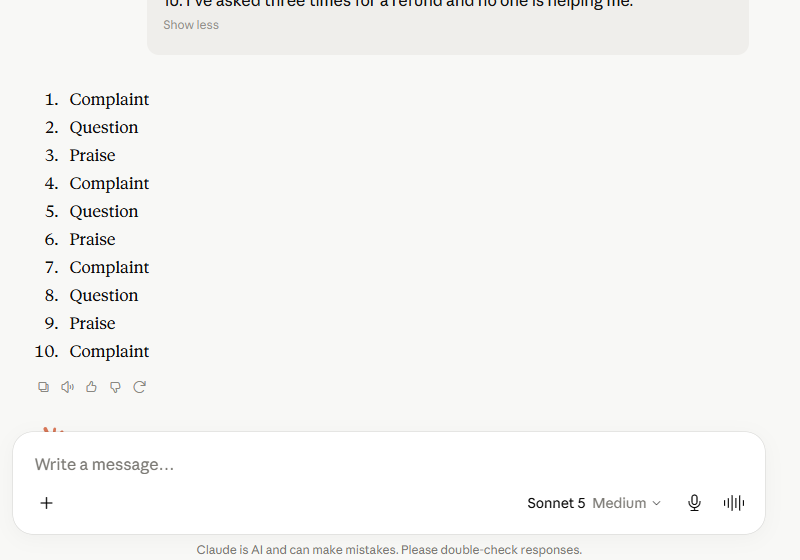 10. I've asked three times for a refund and no one is helping me.
Show less
1. Complaint
2. Question
3. Praise
4. Complaint
5. Question
6. Praise
7. Complaint
8. Question
9. Praise
10. Complaint
Write a message...
Sonnet 5 Medium
Claude is AI and can make mistakes. Please double-check responses.